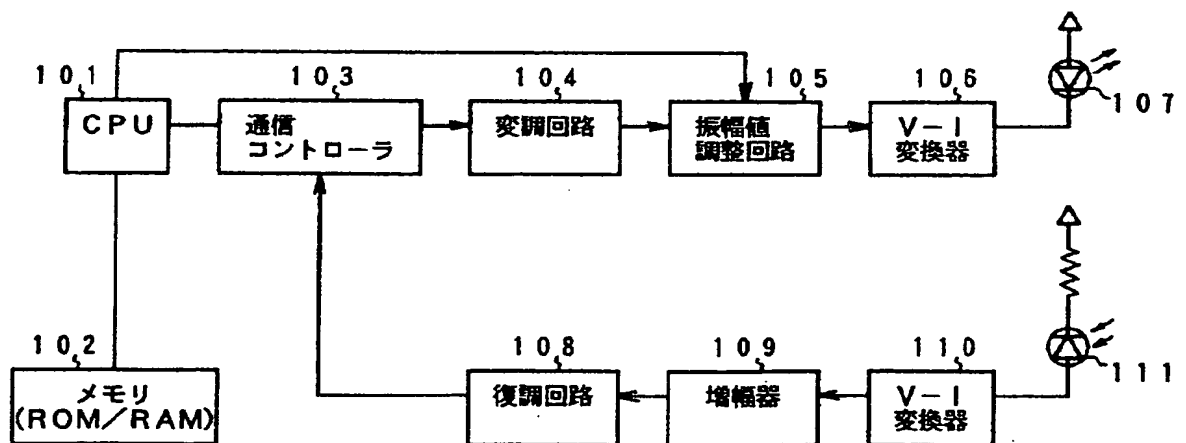 101
103
104
105
106
107
CPU
通信
コントローラ
変調回路
振幅値
調整回路
V-I
変換器
102
108
109
110
111
メモリ
(ROM/RAM)
復調回路
増幅器
V-I
変換器